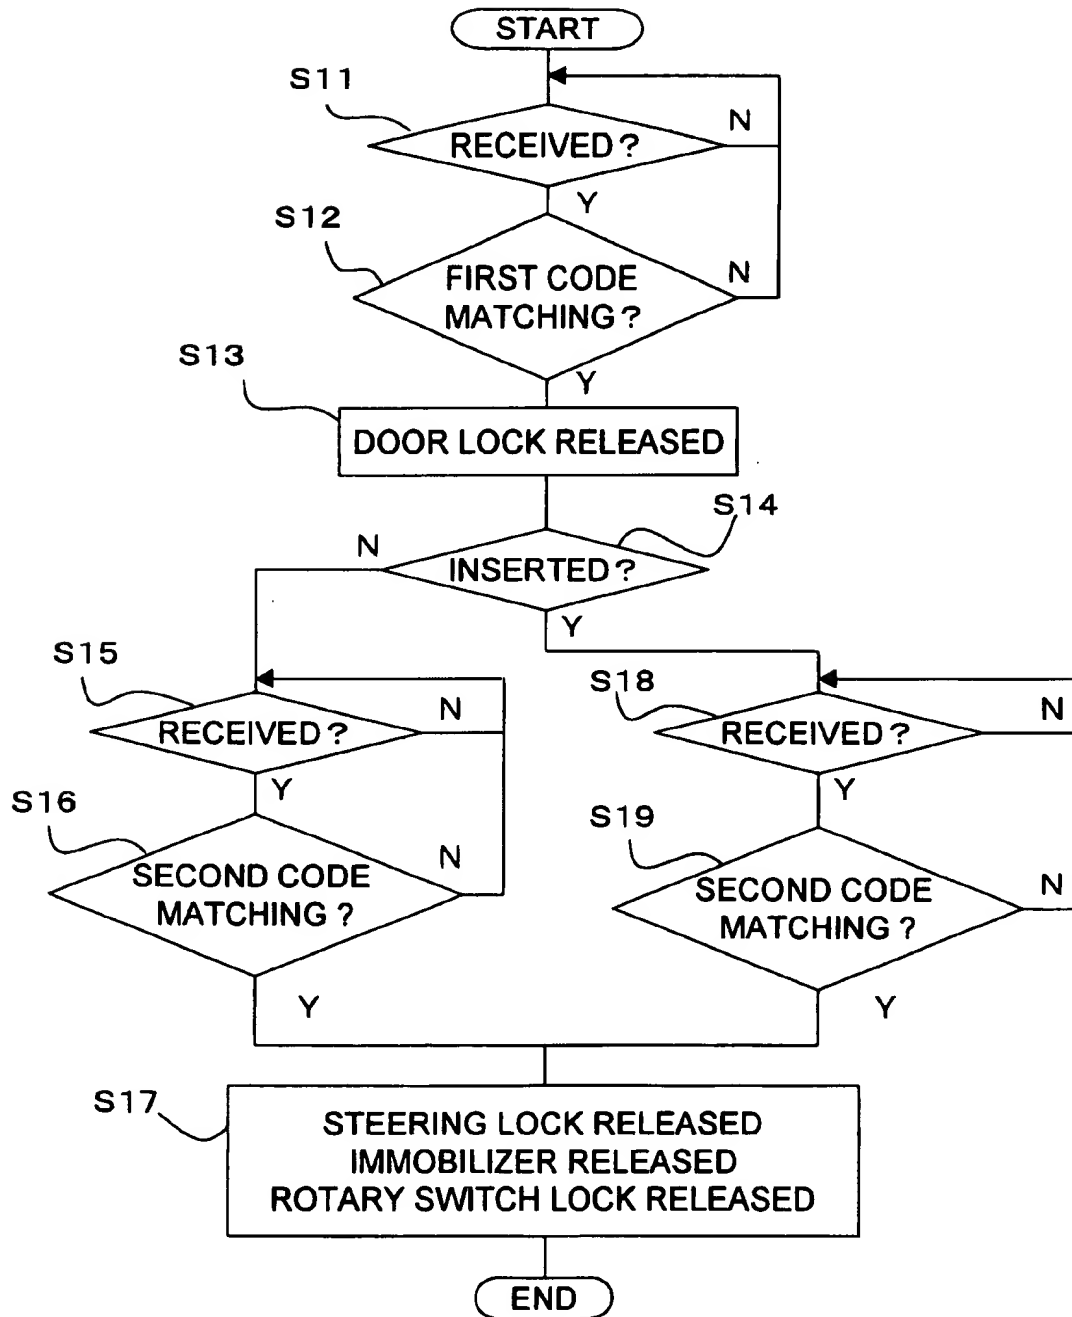 START
S11
RECEIVED?
N
Y
S12
FIRST CODE
MATCHING?
N
Y
S13
DOOR LOCK RELEASED
S14
INSERTED?
N
Y
S15
RECEIVED?
N
Y
S16
SECOND CODE
MATCHING?
N
Y
S18
RECEIVED?
N
Y
S19
SECOND CODE
MATCHING?
N
Y
S17
STEERING LOCK RELEASED
IMMOBILIZER RELEASED
ROTARY SWITCH LOCK RELEASED
END